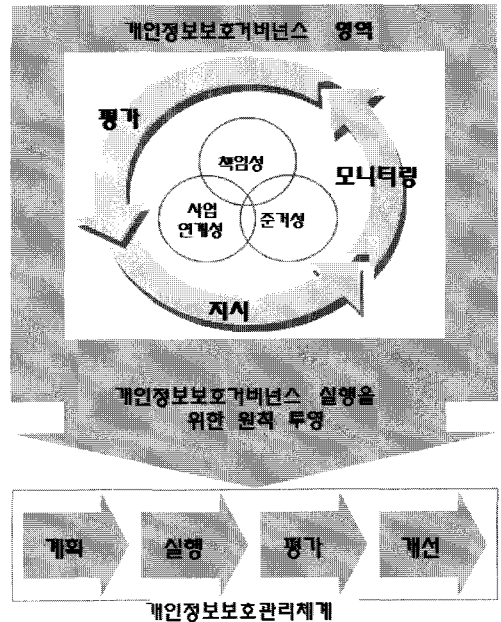 개인정보보호거버넌스 영역
평가
책임성
모니터링
사업
연계성
준거성
지시
개인정보보호거버넌스 실행을
위한 원칙 투영
계획
실행
평가
개선
개인정보보호관리체계